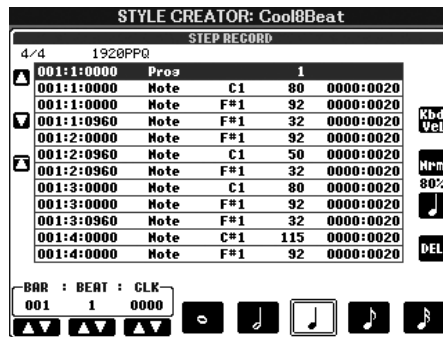 STYLE CREATOR: Cool8Beat
STEP RECORD
4/4 1920PPQ
001:1:0000 Prog 1
001:1:0000 Note C1 80 0000:0020
001:1:0000 Note F#1 92 0000:0020
001:1:0960 Note F#1 32 0000:0020
001:2:0000 Note F#1 92 0000:0020
001:2:0960 Note C1 50 0000:0020
001:2:0960 Note F#1 32 0000:0020
001:3:0000 Note C1 80 0000:0020
001:3:0000 Note F#1 92 0000:0020
001:3:0960 Note F#1 32 0000:0020
001:4:0000 Note C#1 115 0000:0020
001:4:0000 Note F#1 92 0000:0020
Kbd
Vel
Nrm
80%
DEL
BAR : BEAT : CLK
001 1 0000